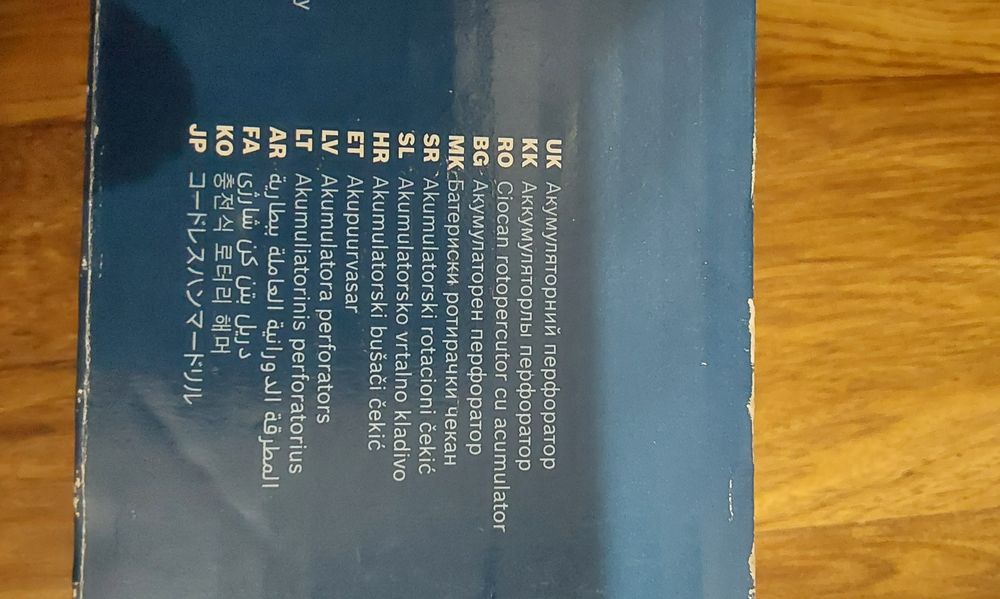 y
UK Акумуляторний перфоратор
KK Аккумуляторлы перфоратор
RO Ciocan rotopercutor cu acumulator
BG Акумулаторен перфоратор
MK Батериски ротирачки чекан
SR Akumulatorski rotacioni čekić
SL Akumulatorsko vrtalno kladivo
HR Akumulatorski bušaći čekić
ET Akupuurvasar
LV Akumulatora perforators
LT Akumuliatorinis perforatorius
AR المطرقة الدورانية العاملة ببطارية
FA دریل بتن کن شارژی
KO 충전식 로터리 해머
JP コードレスハンマードリル